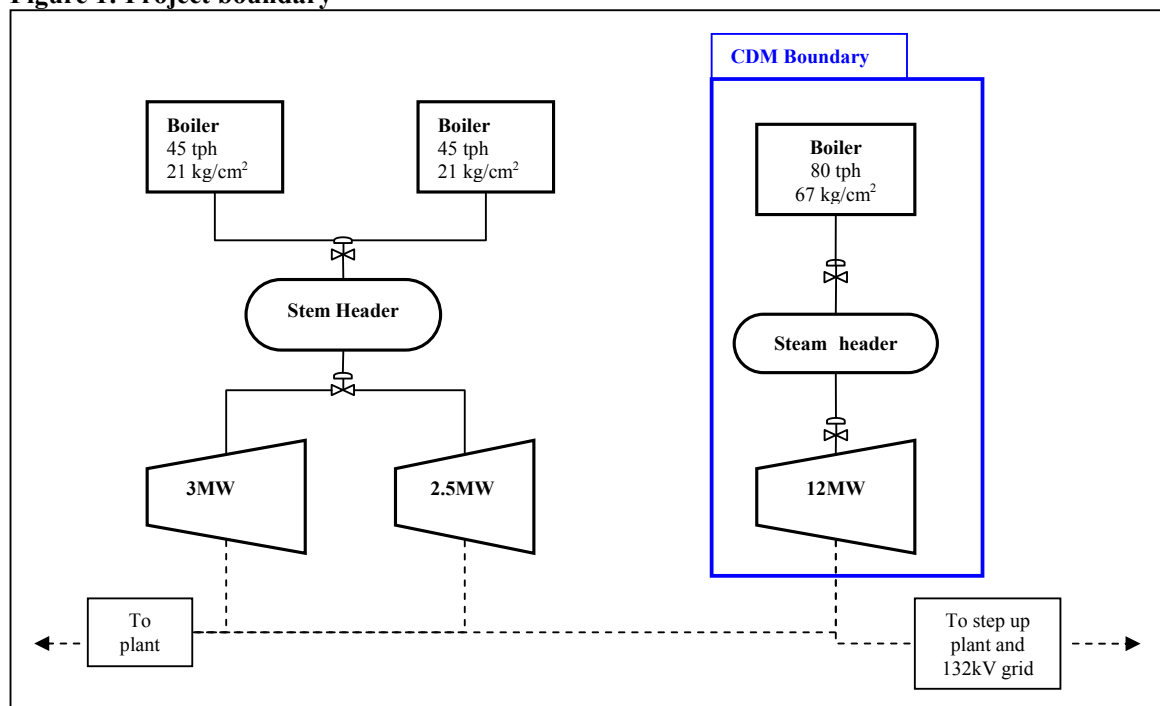 Figure 1: Project boundary
CDM Boundary
Boiler
45 tph
21 kg/cm²
Boiler
45 tph
21 kg/cm²
Boiler
80 tph
67 kg/cm²
Stem Header
Steam header
3MW
2.5MW
12MW
To
plant
To step up
plant and
132kV grid